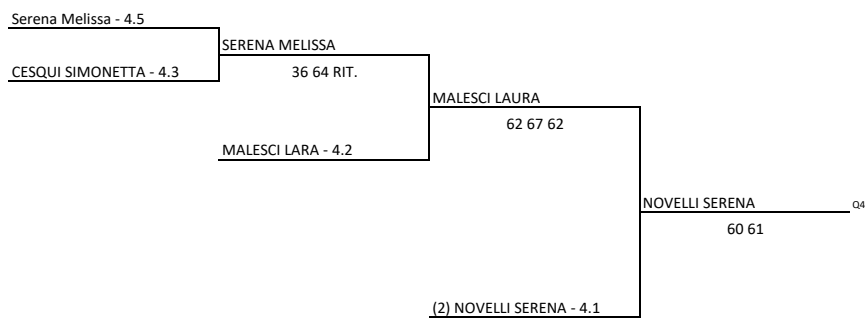 Serena Melissa - 4.5
SERENA MELISSA
CESQUI SIMONETTA - 4.3
36 64 RIT.
MALESCI LAURA
62 67 62
MALESCI LARA - 4.2
NOVELLI SERENA
Q4
60 61
(2) NOVELLI SERENA - 4.1